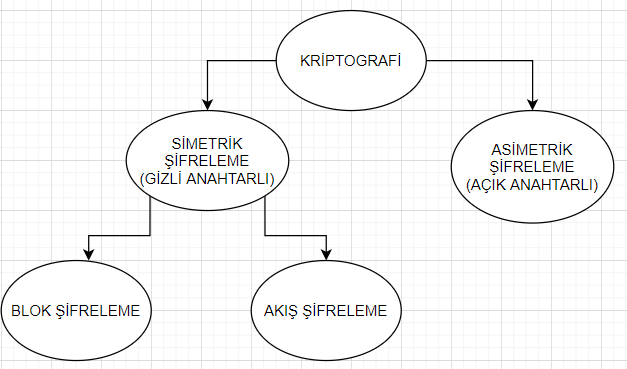 KRİPTOGRAFİ
SİMETRİK
ŞİFRELEME
(GİZLİ ANAHTARLI)
ASİMETRİK
ŞİFRELEME
(AÇIK ANAHTARLI)
BLOK ŞİFRELEME
AKIŞ ŞİFRELEME